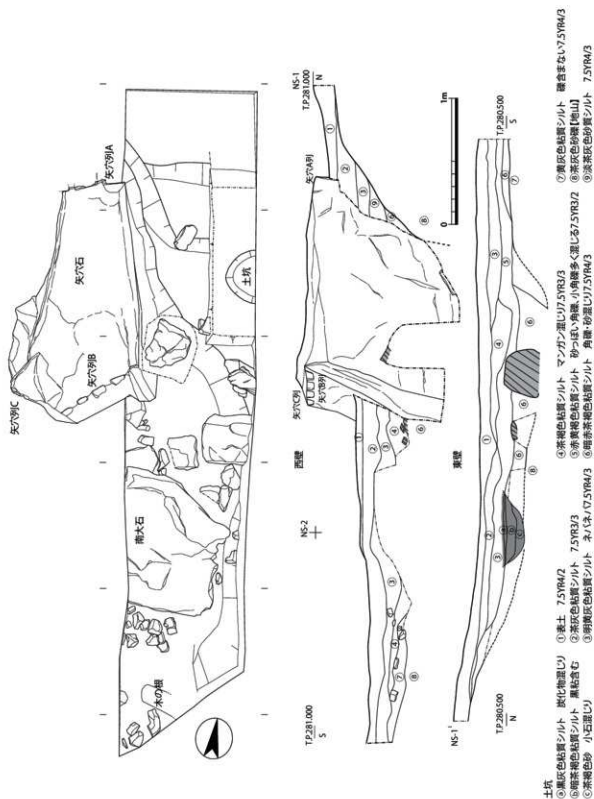 矢穴列C
矢穴石
矢穴列A
矢穴列B
南大石
木の根
土坑
西壁
NS-1
T.P.281.000
N
矢穴A列
矢穴C列
矢穴B列
NS-2
T.P.281.000
S
0
1m
東壁
T.P.280.500
S
NS-1'
T.P.280.500
N
土坑
ⓐ黒灰色粘質シルト 炭化物混じり
ⓑ暗茶褐色粘質シルト 黒粘含む
ⓒ茶褐色砂 小石混じり
①表土 7.5YR4/2
②茶灰色粘質シルト 7.5YR3/3
③明黄灰色粘質シルト ネバネバ7.5YR4/3
④茶褐色粘質シルト マンガン混じり7.5YR3/3
⑤赤黄褐色粘質シルト 砂っぽい角礫、小角礫多く混じる7.5YR3/2
⑥暗赤茶褐色粘質シルト 角礫・砂混じり7.5YR4/3
⑦黄灰色粘質シルト 礫含まない7.5YR4/3
⑧茶灰色砂礫【地山】
⑨淡茶灰色砂質シルト 7.5YR4/3